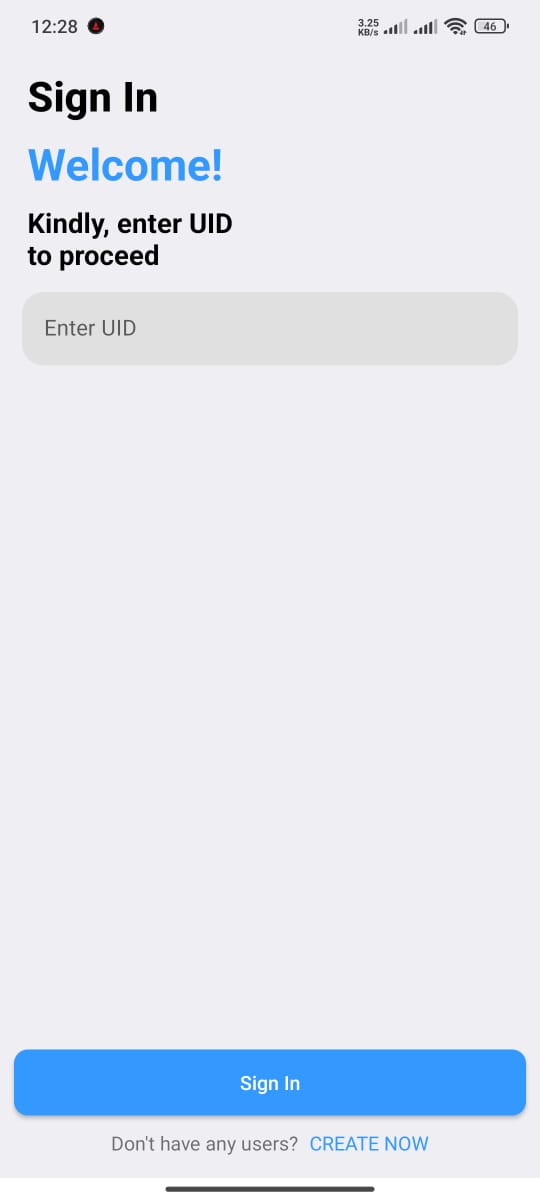 12:28
3.25
KB/s
46
Sign In
Welcome!
Kindly, enter UID
to proceed
Enter UID
Sign In
Don't have any users? CREATE NOW